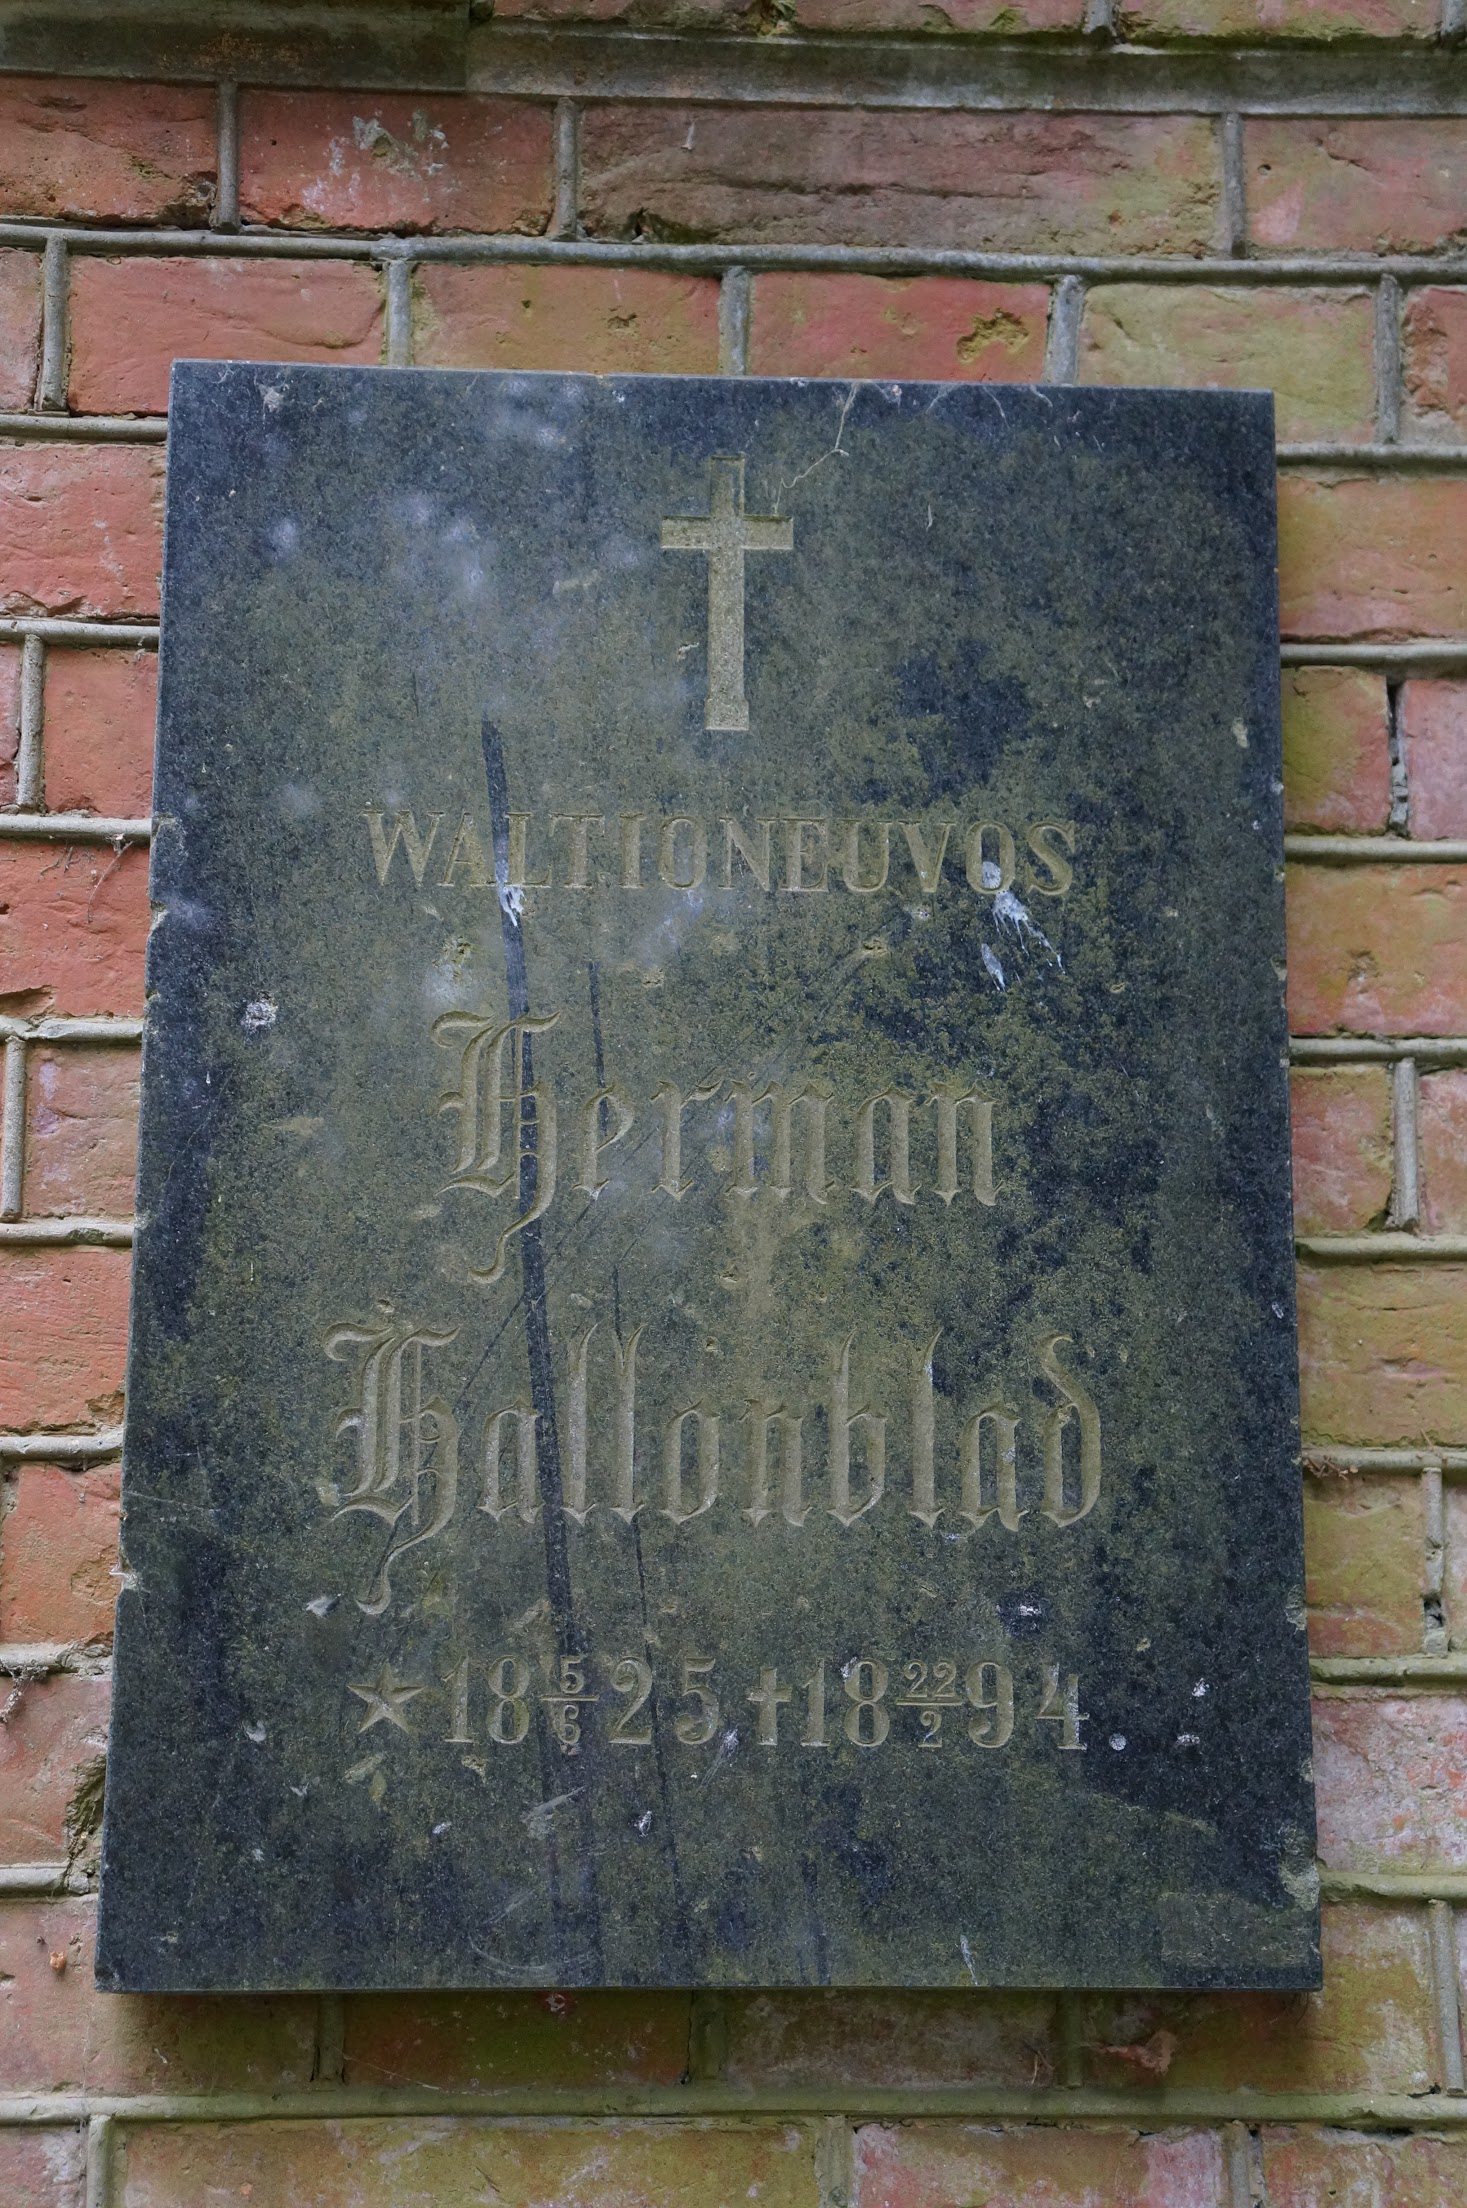 WALTIONEUVOS
Herman
Hallonblad
★ 18 5/6 25 ✝ 18 22/2 94